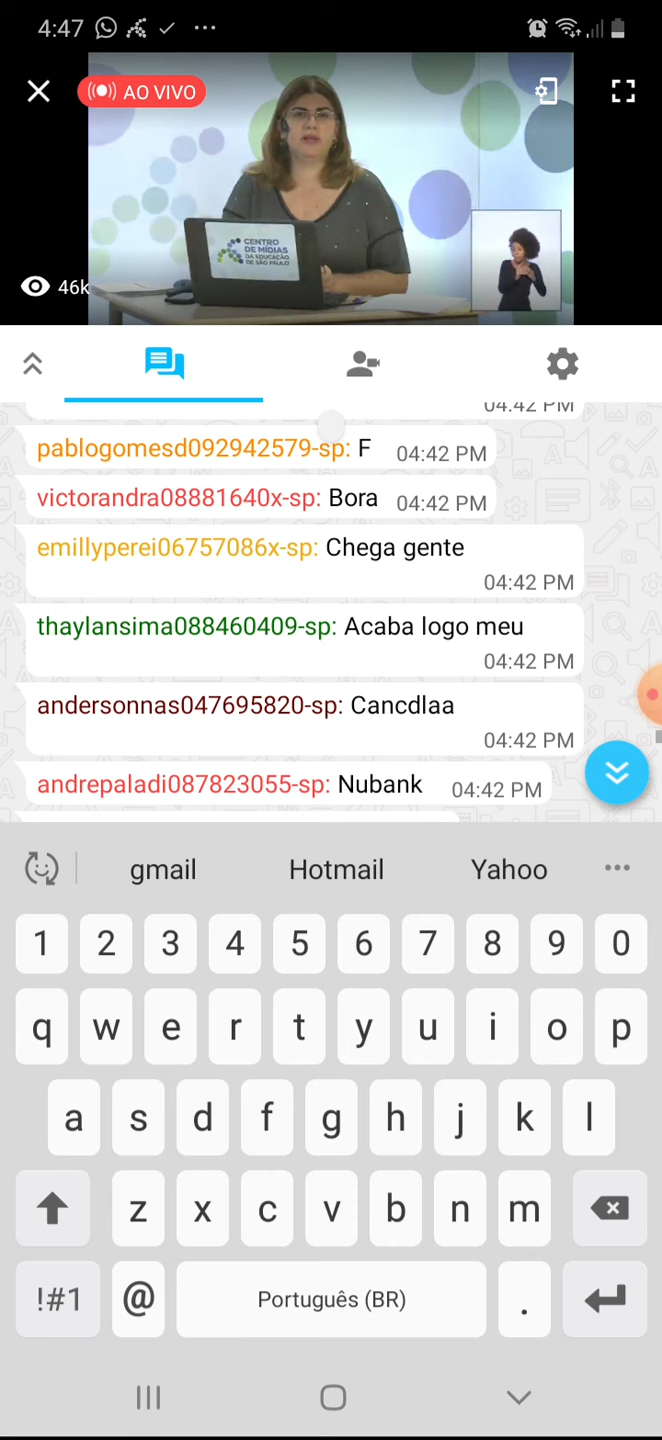 4:47
AO VIVO
CENTRO
DE MÍDIAS
DA EDUCAÇÃO
DE SÃO PAULO
46k
04:42 PM
pablogomesd092942579-sp: F 04:42 PM
victorandra08881640x-sp: Bora 04:42 PM
emillyperei06757086x-sp: Chega gente
04:42 PM
thaylansima088460409-sp: Acaba logo meu
04:42 PM
andersonnas047695820-sp: Cancdlaa
04:42 PM
andrepaladi087823055-sp: Nubank 04:42 PM
gmail Hotmail Yahoo
1 2 3 4 5 6 7 8 9 0
q w e r t y u i o p
a s d f g h j k l
z x c v b n m
!#1 @ Português (BR) .